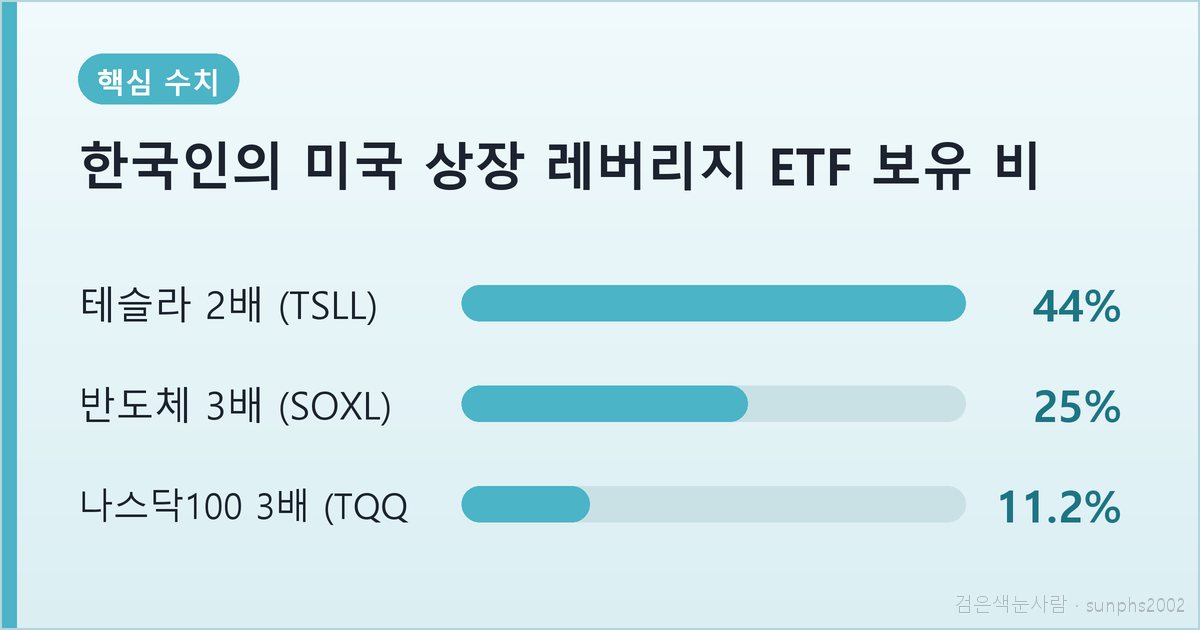 핵심 수치
한국인의 미국 상장 레버리지 ETF 보유 비
테슬라 2배 (TSLL) 44%
반도체 3배 (SOXL) 25%
나스닥100 3배 (TQQ 11.2%
검은색눈사람 · sunphs2002